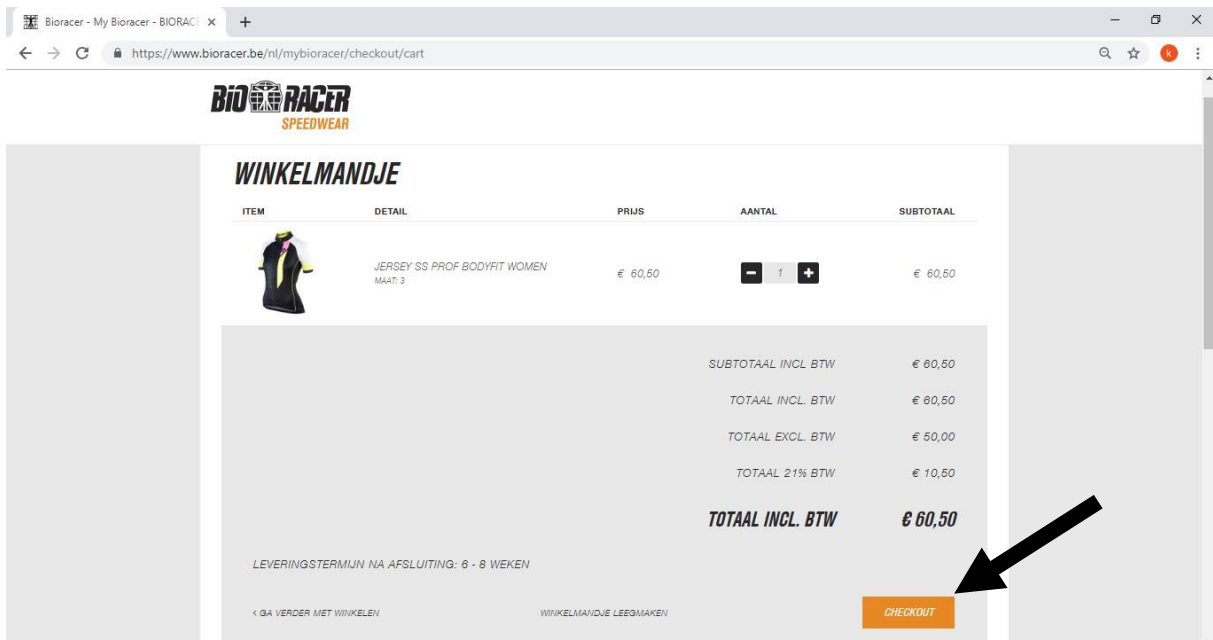 Bioracer - My Bioracer - BIORACE
https://www.bioracer.be/nl/mybioracer/checkout/cart
k
BIO RACER
SPEEDWEAR
WINKELMANDJE
ITEM DETAIL PRIJS AANTAL SUBTOTAAL
JERSEY SS PROF BODYFIT WOMEN
MAAT: 3
€ 60,50 1 € 60,50
SUBTOTAAL INCL BTW € 60,50
TOTAAL INCL. BTW € 60,50
TOTAAL EXCL. BTW € 50,00
TOTAAL 21% BTW € 10,50
TOTAAL INCL. BTW € 60,50
LEVERINGSTERMIJN NA AFSLUITING: 6 - 8 WEKEN
< GA VERDER MET WINKELEN WINKELMANDJE LEEGMAKEN CHECKOUT